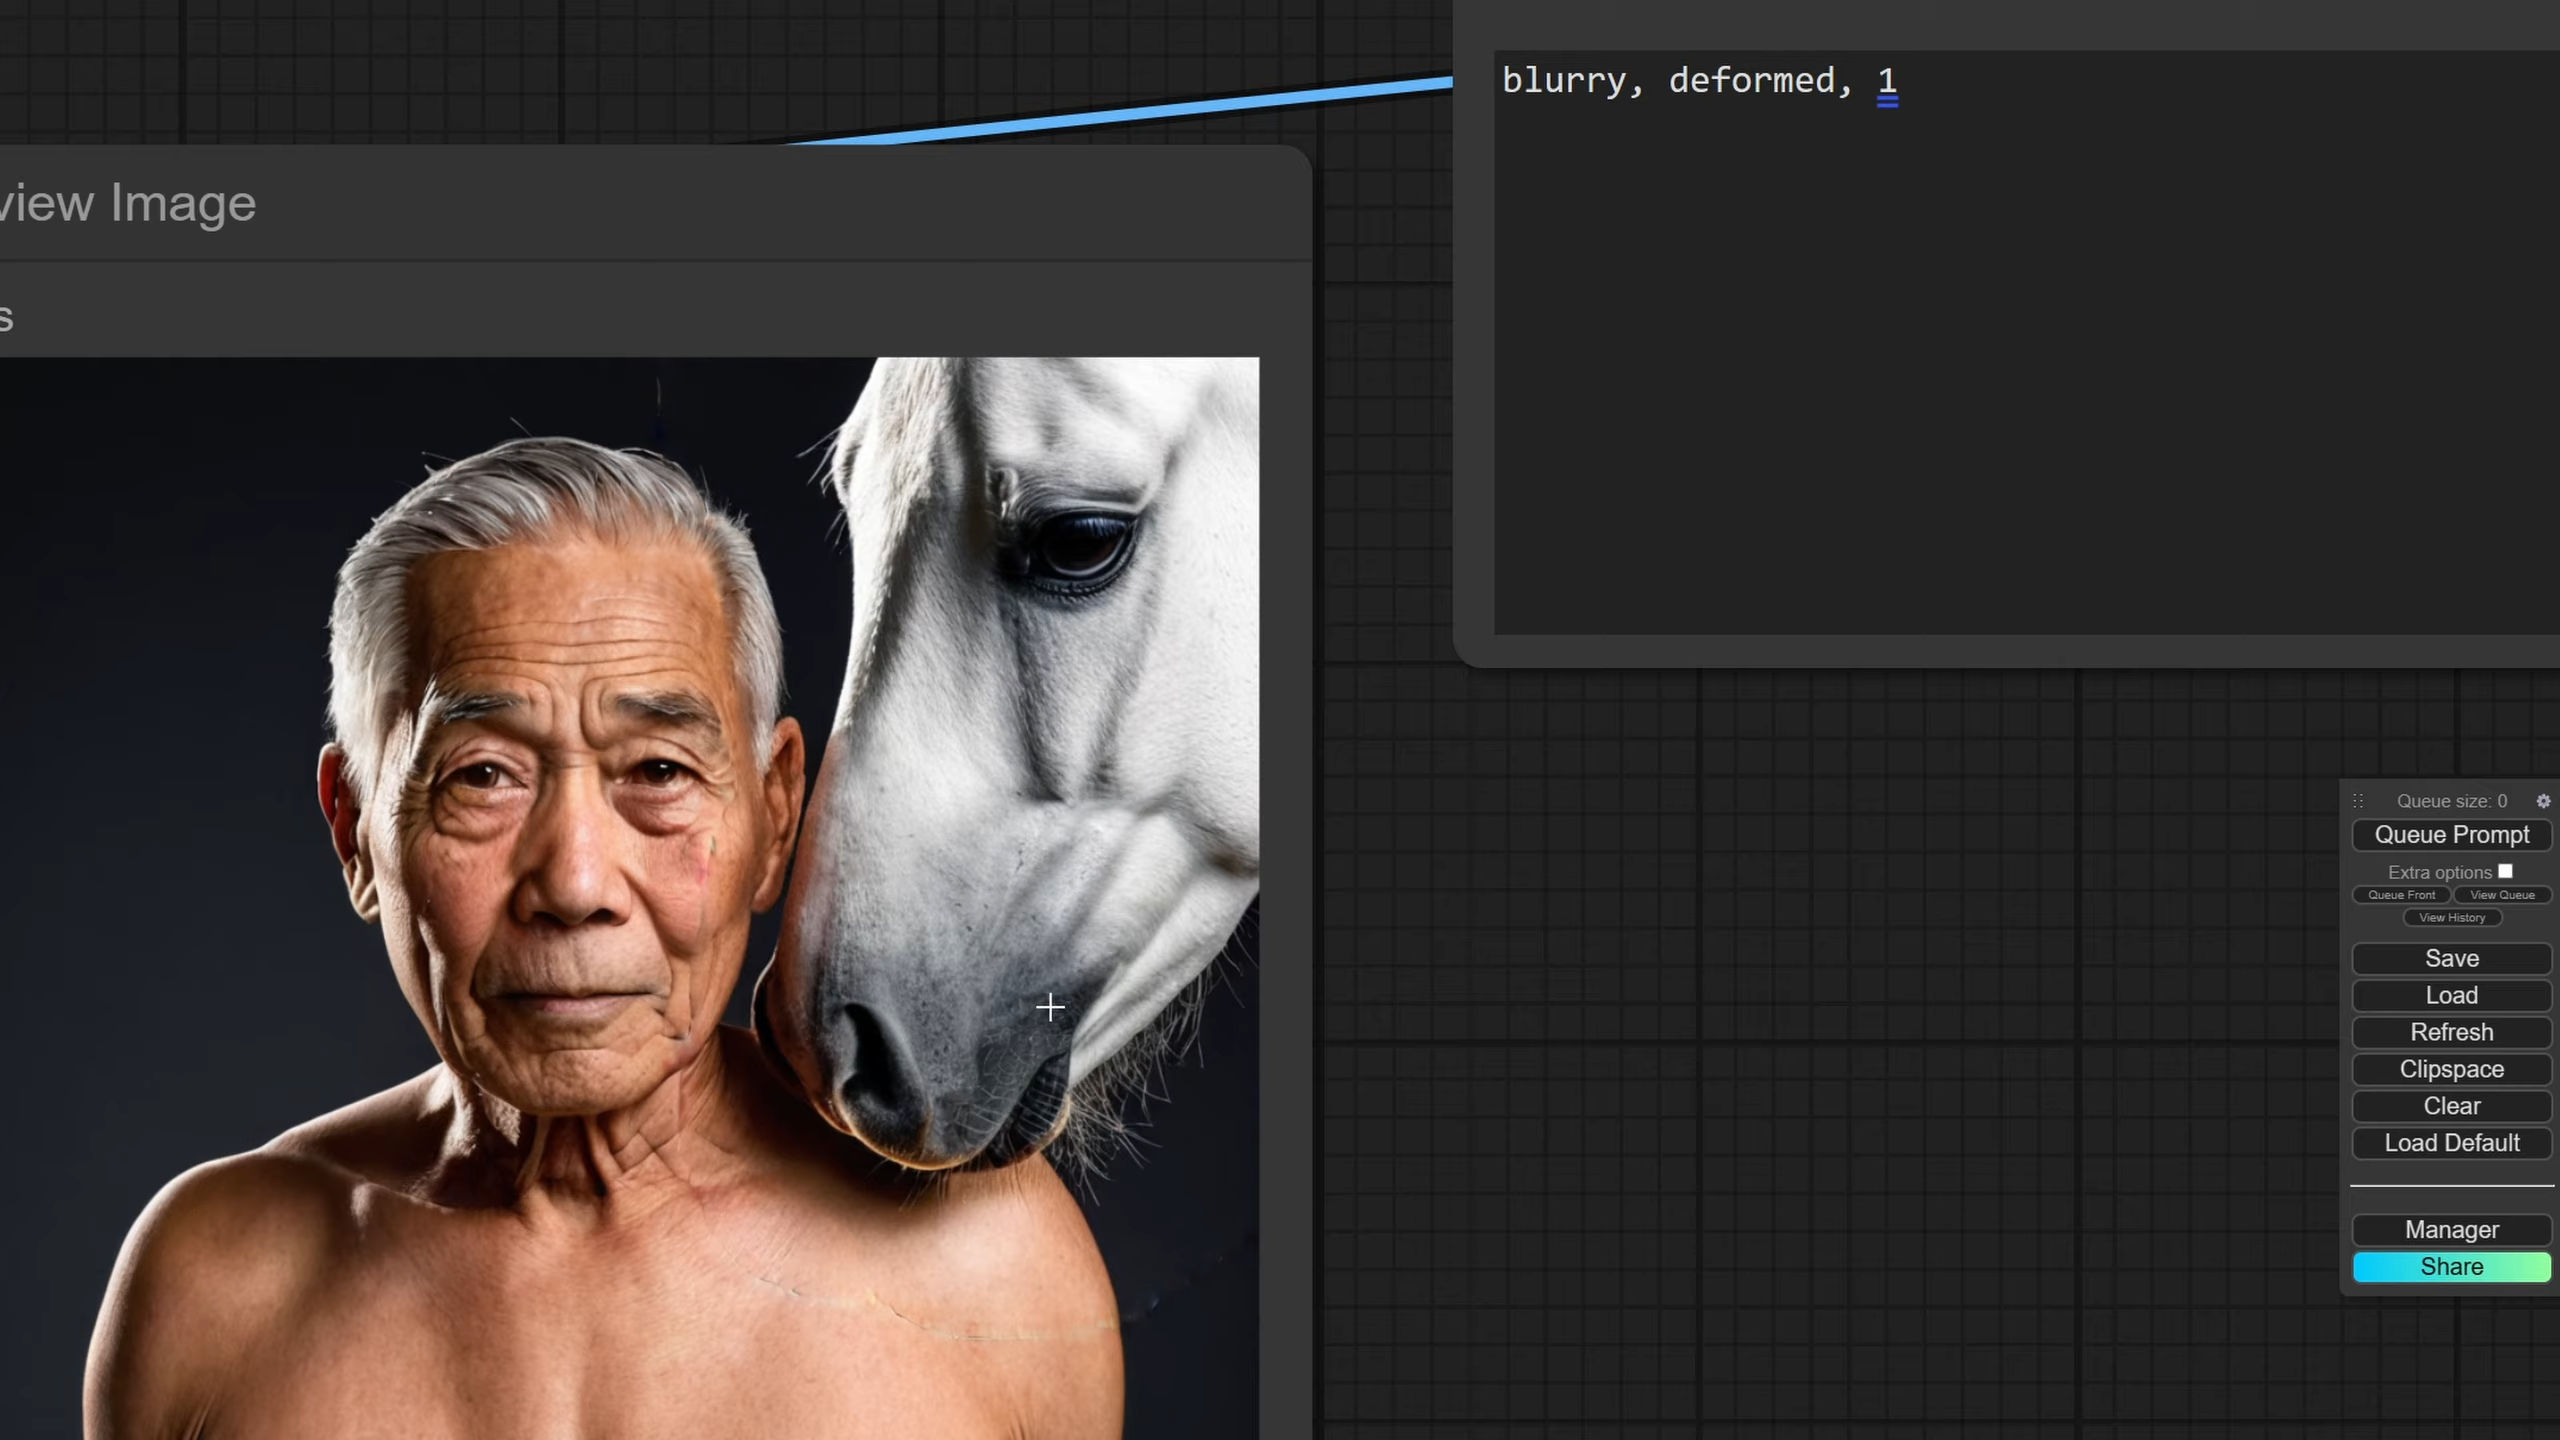 blurry, deformed, 1
view Image
s
Queue size: 0
Queue Prompt
Extra options
Queue Front
View Queue
View History
Save
Load
Refresh
Clipspace
Clear
Load Default
Manager
Share